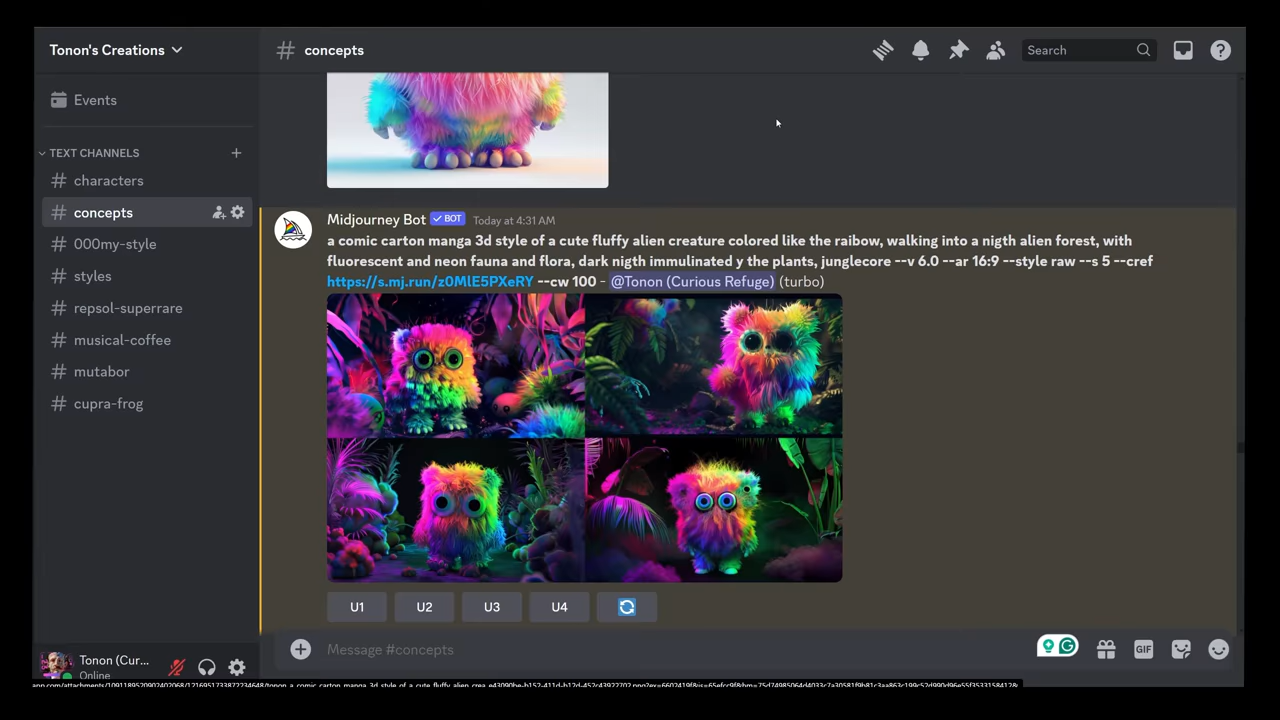 Tonon's Creations
concepts
Search
Events
TEXT CHANNELS
characters
concepts
000my-style
styles
repsol-superrare
musical-coffee
mutabor
cupra-frog
Midjourney Bot BOT Today at 4:31 AM
a comic carton manga 3d style of a cute fluffy alien creature colored like the raibow, walking into a nigth alien forest, with
fluorescent and neon fauna and flora, dark nigth immulinated y the plants, junglecore --v 6.0 --ar 16:9 --style raw --s 5 --cref
https://s.mj.run/z0MlE5PXeRY --cw 100 - @Tonon (Curious Refuge) (turbo)
U1 U2 U3 U4
Message #concepts
GIF
Tonon (Cur...
Online